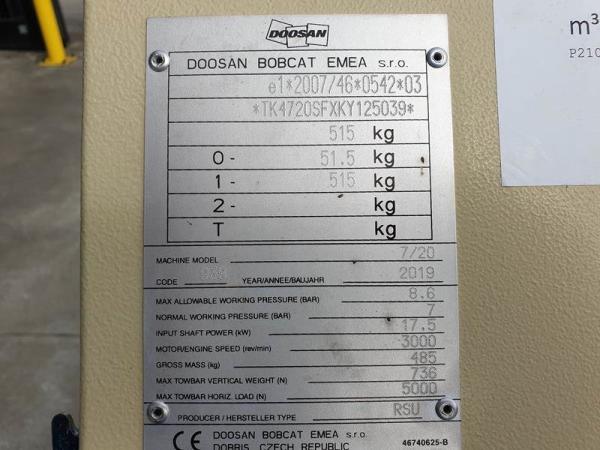 DOOSAN
DOOSAN BOBCAT EMEA s.r.o.
e1*2007/46*0542*03
*TK4720SFXKY125039*
515 kg
0 - 51.5 kg
1 - 515 kg
2 - kg
T kg
MACHINE MODEL 7/20
CODE YEAR/ANNEE/BAUJAHR 2019
MAX ALLOWABLE WORKING PRESSURE (BAR) 8.6
NORMAL WORKING PRESSURE (BAR) 7
INPUT SHAFT POWER (kW) 17.5
MOTOR/ENGINE SPEED (rev/min) 3000
GROSS MASS (kg) 485
MAX TOWBAR VERTICAL WEIGHT (N) 736
MAX TOWBAR HORIZ. LOAD (N) 5000
PRODUCER / HERSTELLER TYPE RSU
CE DOOSAN BOBCAT EMEA s.r.o. 46740625-B
DOBRIS, CZECH REPUBLIC
m³
P210